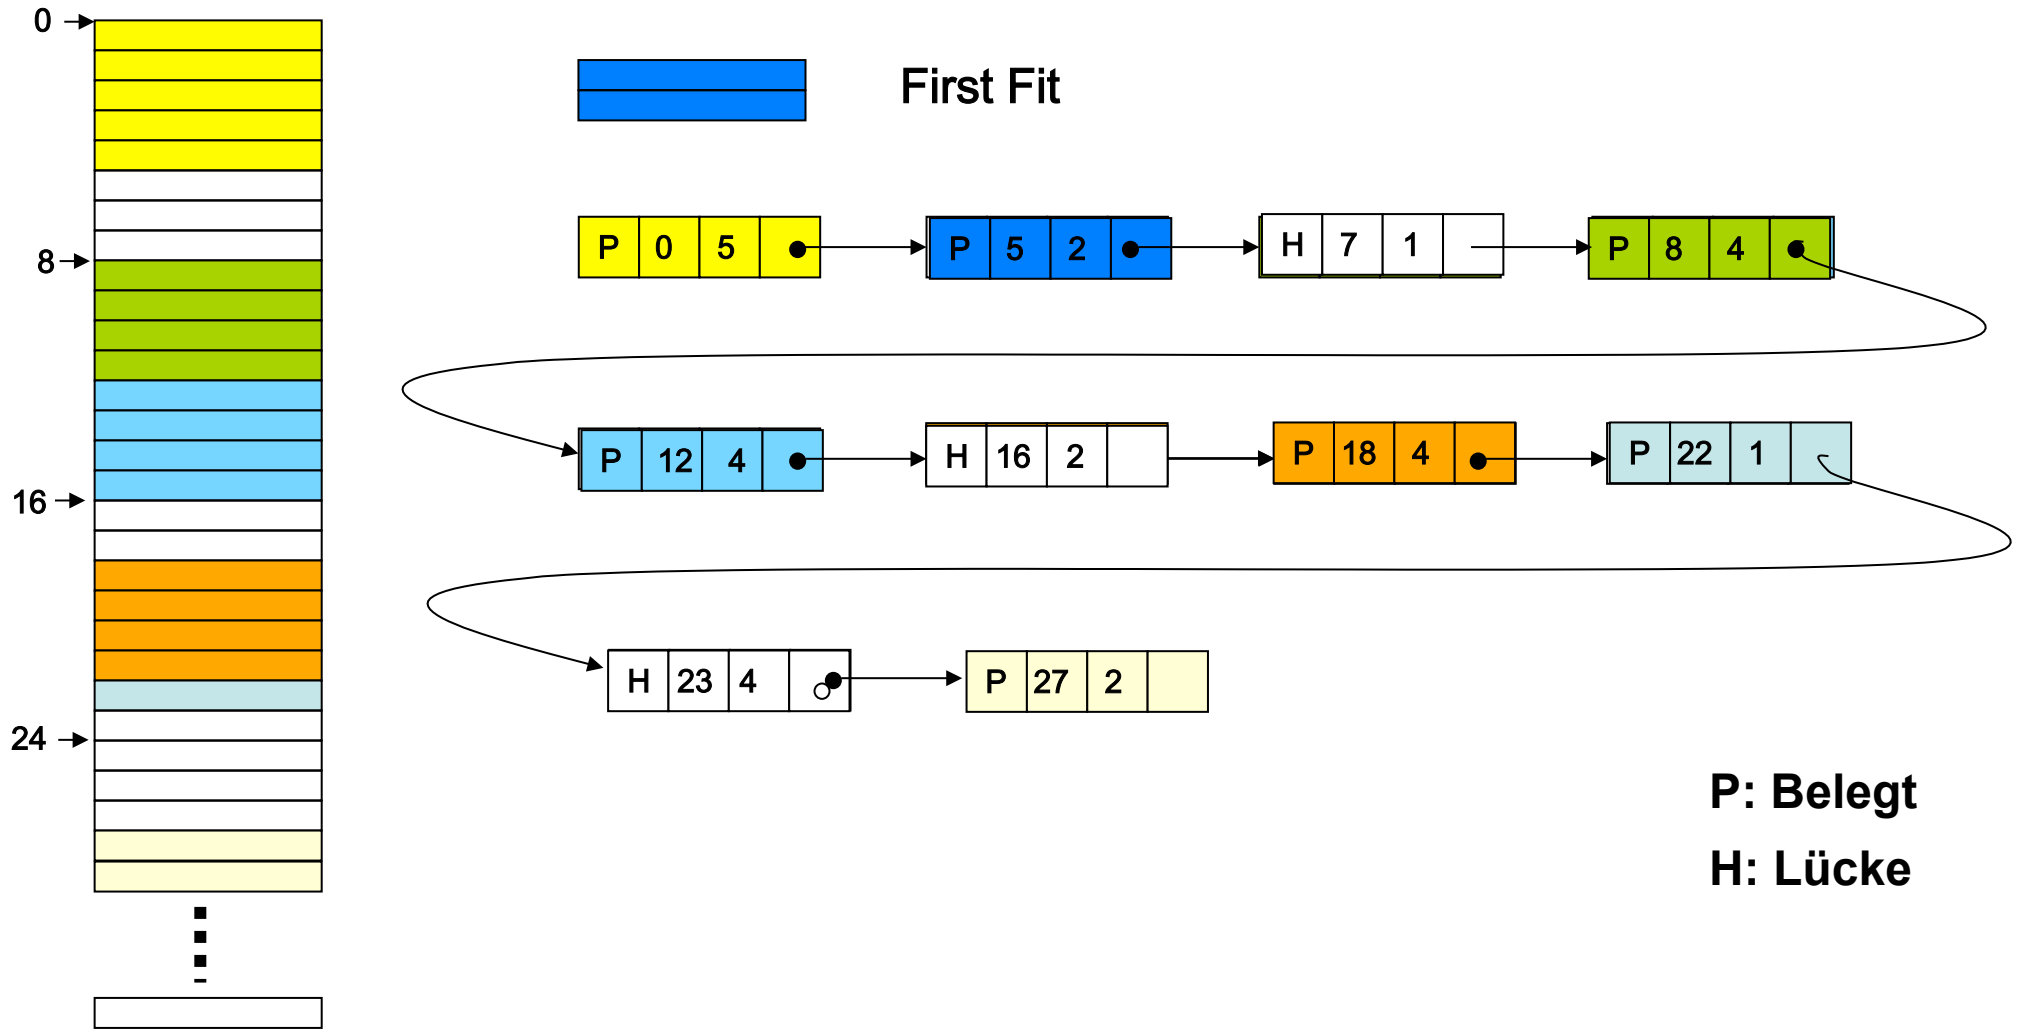 0
First Fit
P 0 5
P 5 2
H 7 1
P 8 4
8
P 12 4
H 16 2
P 18 4
P 22 1
16
H 23 4
P 27 2
24
P: Belegt
H: Lücke